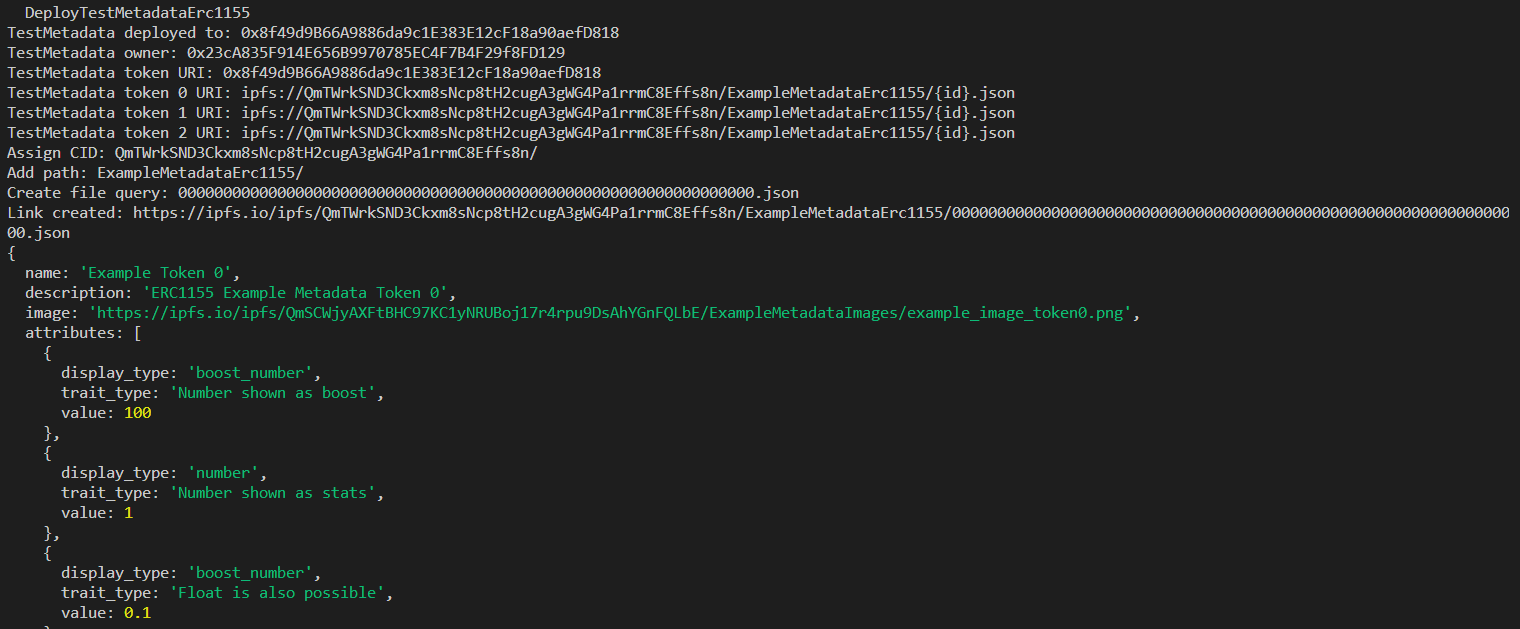 DeployTestMetadataErc1155
TestMetadata deployed to: 0x8f49d9B66A9886da9c1E383E12cF18a90aefD818
TestMetadata owner: 0x23cA835F914E656B9970785EC4F7B4F29f8FD129
TestMetadata token URI: 0x8f49d9B66A9886da9c1E383E12cF18a90aefD818
TestMetadata token 0 URI: ipfs://QmTWrkSND3Ckxm8sNcp8tH2cugA3gWG4Pa1rrmC8Effs8n/ExampleMetadataErc1155/{id}.json
TestMetadata token 1 URI: ipfs://QmTWrkSND3Ckxm8sNcp8tH2cugA3gWG4Pa1rrmC8Effs8n/ExampleMetadataErc1155/{id}.json
TestMetadata token 2 URI: ipfs://QmTWrkSND3Ckxm8sNcp8tH2cugA3gWG4Pa1rrmC8Effs8n/ExampleMetadataErc1155/{id}.json
Assign CID: QmTWrkSND3Ckxm8sNcp8tH2cugA3gWG4Pa1rrmC8Effs8n/
Add path: ExampleMetadataErc1155/
Create file query: 0000000000000000000000000000000000000000000000000000000000000000.json
Link created: https://ipfs.io/ipfs/QmTWrkSND3Ckxm8sNcp8tH2cugA3gWG4Pa1rrmC8Effs8n/ExampleMetadataErc1155/00000000000000000000000000000000000000000000000000000000000000
00.json
{
name: 'Example Token 0',
description: 'ERC1155 Example Metadata Token 0',
image: 'https://ipfs.io/ipfs/QmSCWjyAXFtBHC97KC1yNRUBoj17r4rpu9DsAhYGnFQLbE/ExampleMetadataImages/example_image_token0.png',
attributes: [
{
display_type: 'boost_number',
trait_type: 'Number shown as boost',
value: 100
},
{
display_type: 'number',
trait_type: 'Number shown as stats',
value: 1
},
{
display_type: 'boost_number',
trait_type: 'Float is also possible',
value: 0.1